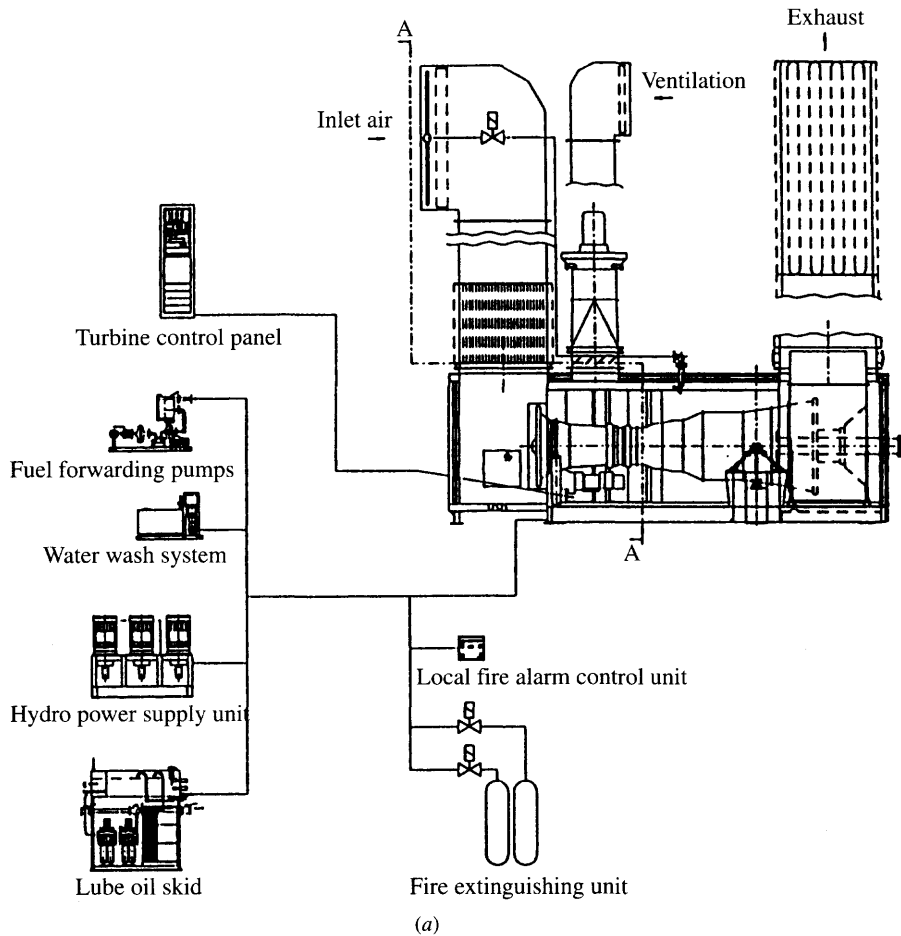 Exhaust
A
Ventilation
Inlet air
Turbine control panel
Fuel forwarding pumps
Water wash system
A
Local fire alarm control unit
Hydro power supply unit
Lube oil skid
Fire extinguishing unit
(a)